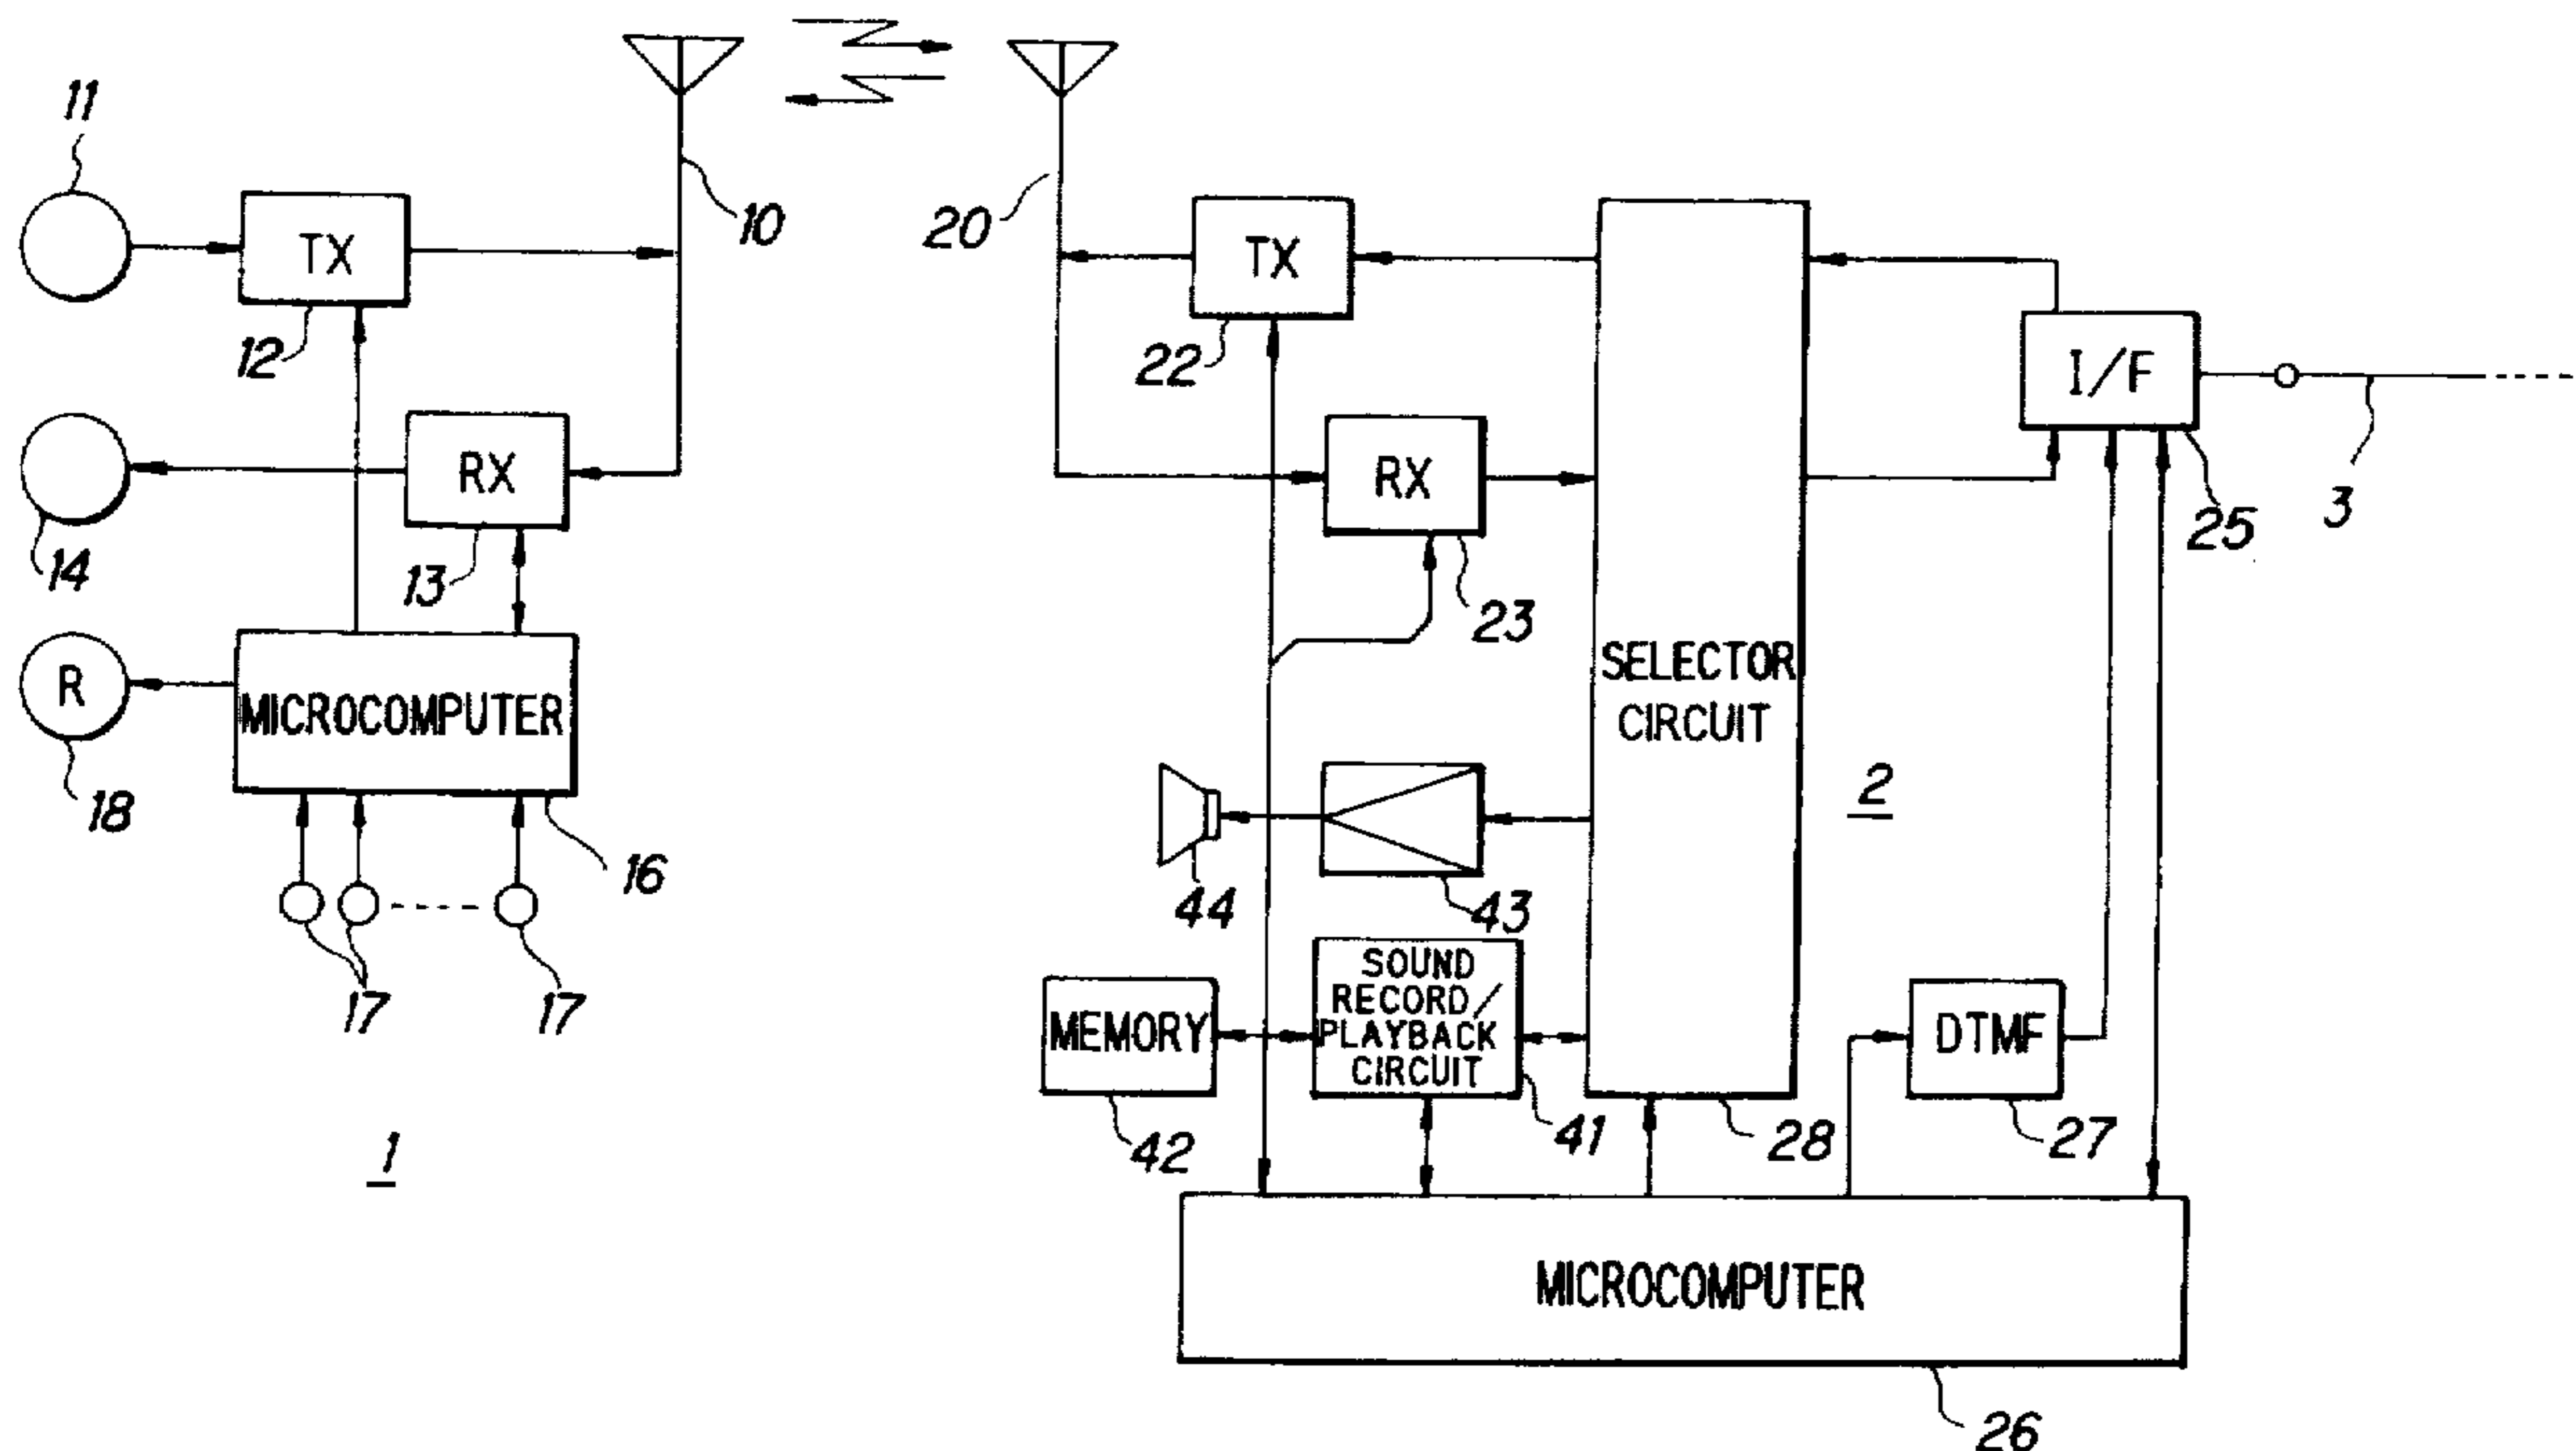 11
10
20
TX
TX
12
22
I/F
3
25
RX
RX
14
13
23
R
MICROCOMPUTER
SELECTOR
CIRCUIT
18
16
2
44
43
17
17
MEMORY
SOUND
RECORD/
PLAYBACK
CIRCUIT
DTMF
1
42
41
28
27
MICROCOMPUTER
26